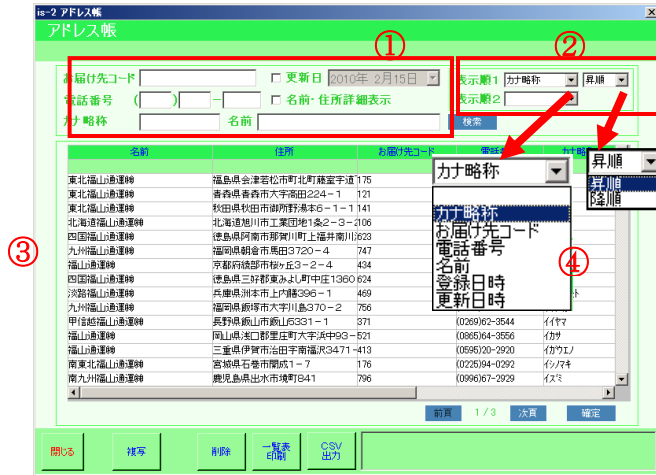 is-2 アドレス帳
アドレス帳
①
②
お届け先コード
更新日 2010年 2月15日
表示順1 カナ略称 昇順
電話番号 ( ) -
名前・住所詳細表示
表示順2
カナ略称
名前
検索
名前 住所 お届け先コード
カナ略称
昇順
昇順
降順
カナ略称
お届け先コード
電話番号
名前
登録日時
更新日時
③
④
東北福山通運㈱ 福島県会津若松市町北町藤室字道 175
東北福山通運㈱ 青森県青森市大字高田224-1 121
東北福山通運㈱ 秋田県秋田市御所野湯本6-1-1 141
北海道福山通運㈱ 北海道旭川市工業団地1条2-3- 2106
四国福山通運㈱ 徳島県阿南市那賀川町上福井南川 623
九州福山通運㈱ 福岡県朝倉市馬田3720-4 747
福山通運㈱ 京都府綾部市桜ヶ丘3-2-4 434
四国福山通運㈱ 徳島県三好郡東みよし町中庄1360 624
淡路福山通運㈱ 兵庫県洲本市上内膳396-1 469
九州福山通運㈱ 福岡県飯塚市大字川島370-2 756
甲信越福山通運㈱ 長野県飯山市飯山6331-1 371 (0269)62-3544 イイヤマ
福山通運㈱ 岡山県浅口郡里庄町大字浜中93- 521 (0865)64-3556 イカサ
福山通運㈱ 三重県伊賀市治田字南福沢3471- 413 (0595)20-2920 イガウエノ
南東北福山通運㈱ 宮城県石巻市開成1-7 176 (0225)94-0292 イシノマキ
南九州福山通運㈱ 鹿児島県出水市境町841 796 (0996)67-2929 イズミ
前頁 1/3 次頁 確定
閉じる 複写 削除 一覧表
印刷 CSV
出力